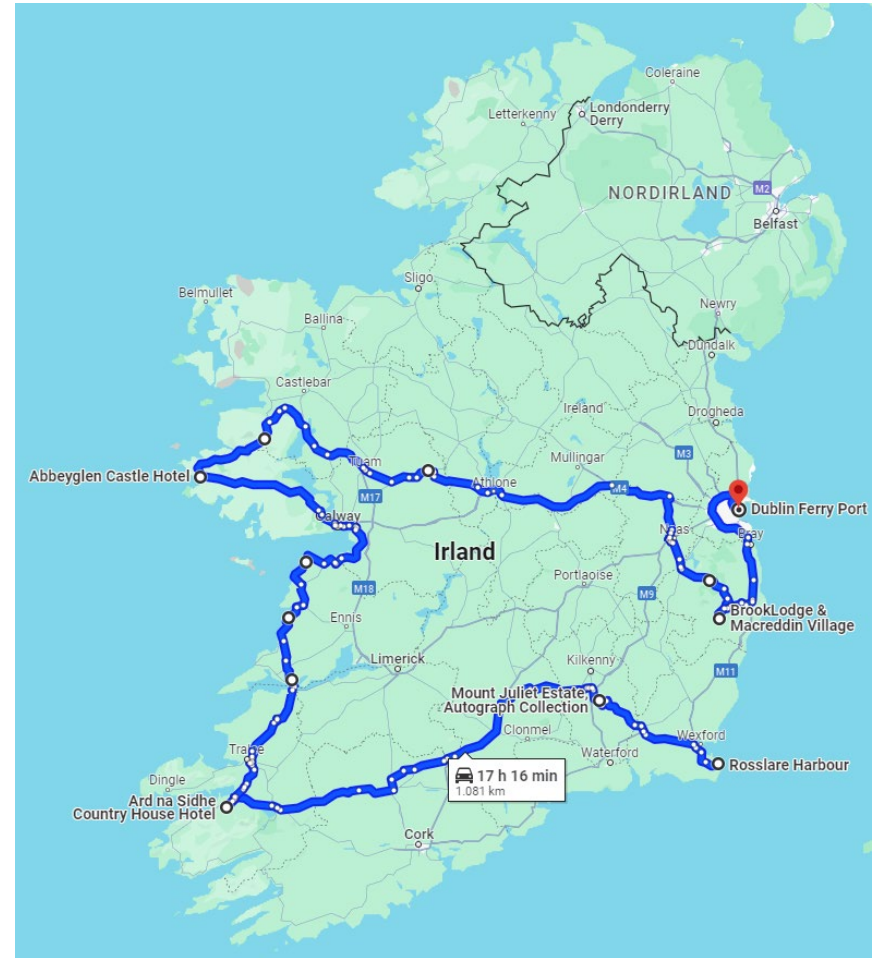 Coleraine
Londonderry
Derry
Letterkenny
NORDIRLAND
M2
Belfast
Sligo
Belmullet
Newry
Ballina
Dundalk
Castlebar
Ireland
Drogheda
M3
Mullingar
Tuam
Abbeyglen Castle Hotel
Athlone
M4
M17
Dublin Ferry Port
Galway
Naas
Bray
Irland
Portlaoise
M18
M9
BrookLodge &
Macreddin Village
Ennis
Limerick
Kilkenny
M11
Mount Juliet Estate,
Autograph Collection
Clonmel
Wexford
Waterford
Tralee
Rosslare Harbour
17 h 16 min
1.081 km
Dingle
Ard na Sidhe
Country House Hotel
Cork